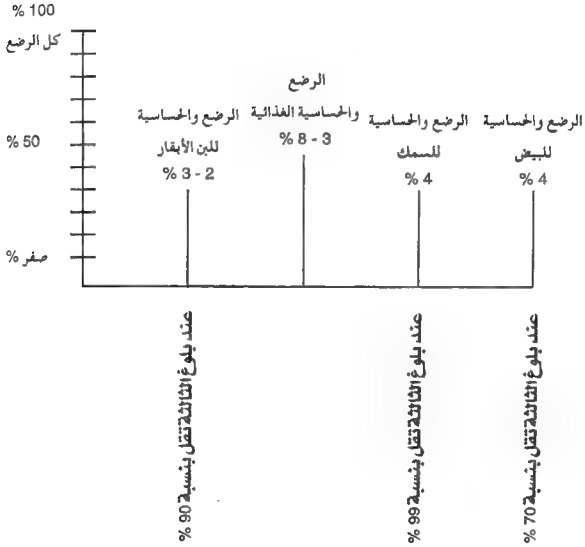 % 100
كل الرضع
% 50
صفر %
الرضع والحساسية
للبن الأبقار
% 3 - 2
الرضع
والحساسية الغذائية
% 8 - 3
الرضع والحساسية
للسمك
% 4
الرضع والحساسية
للبيض
% 4
عند بلوغ الثالثة تقل بنسبة 90 %
عند بلوغ الثالثة تقل بنسبة 99 %
عند بلوغ الثالثة تقل بنسبة 70 %